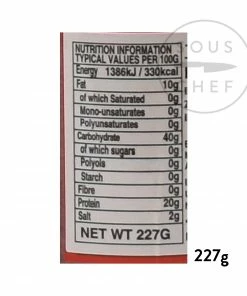 OUS
CHEF
NUTRITION INFORMATION
TYPICAL VALUES PER 100G
Energy 1386kJ / 330kcal
Fat 10g
of which Saturated 0g
Mono-unsaturates 0g
Polyunsaturates 0g
Carbohydrate 40g
of which sugars 0g
Polyols 0g
Starch 0g
Fibre 0g
Protein 20g
Salt 2g
NET WT 227G
227g